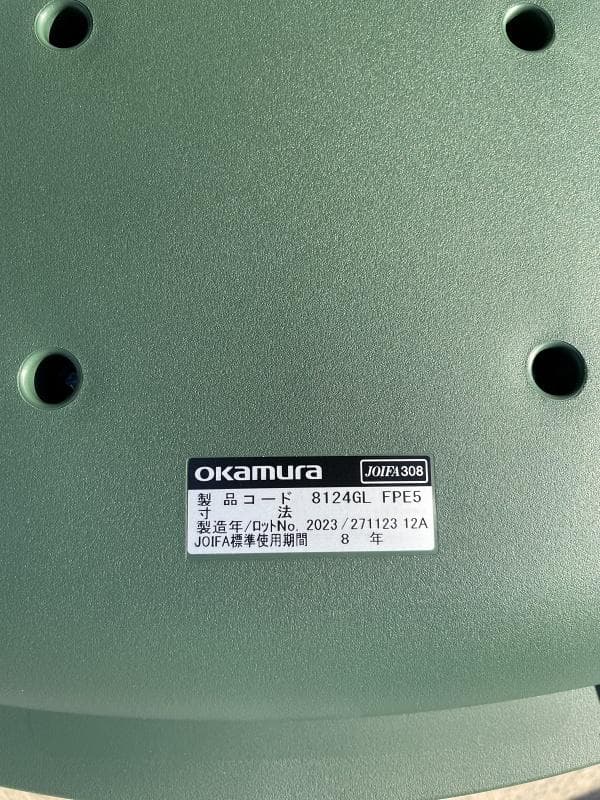 okamura JOIFA308
製品コード 8124GL FPE5
寸法
製造年/ロットNo. 2023/271123 12A
JOIFA標準使用期間 8 年